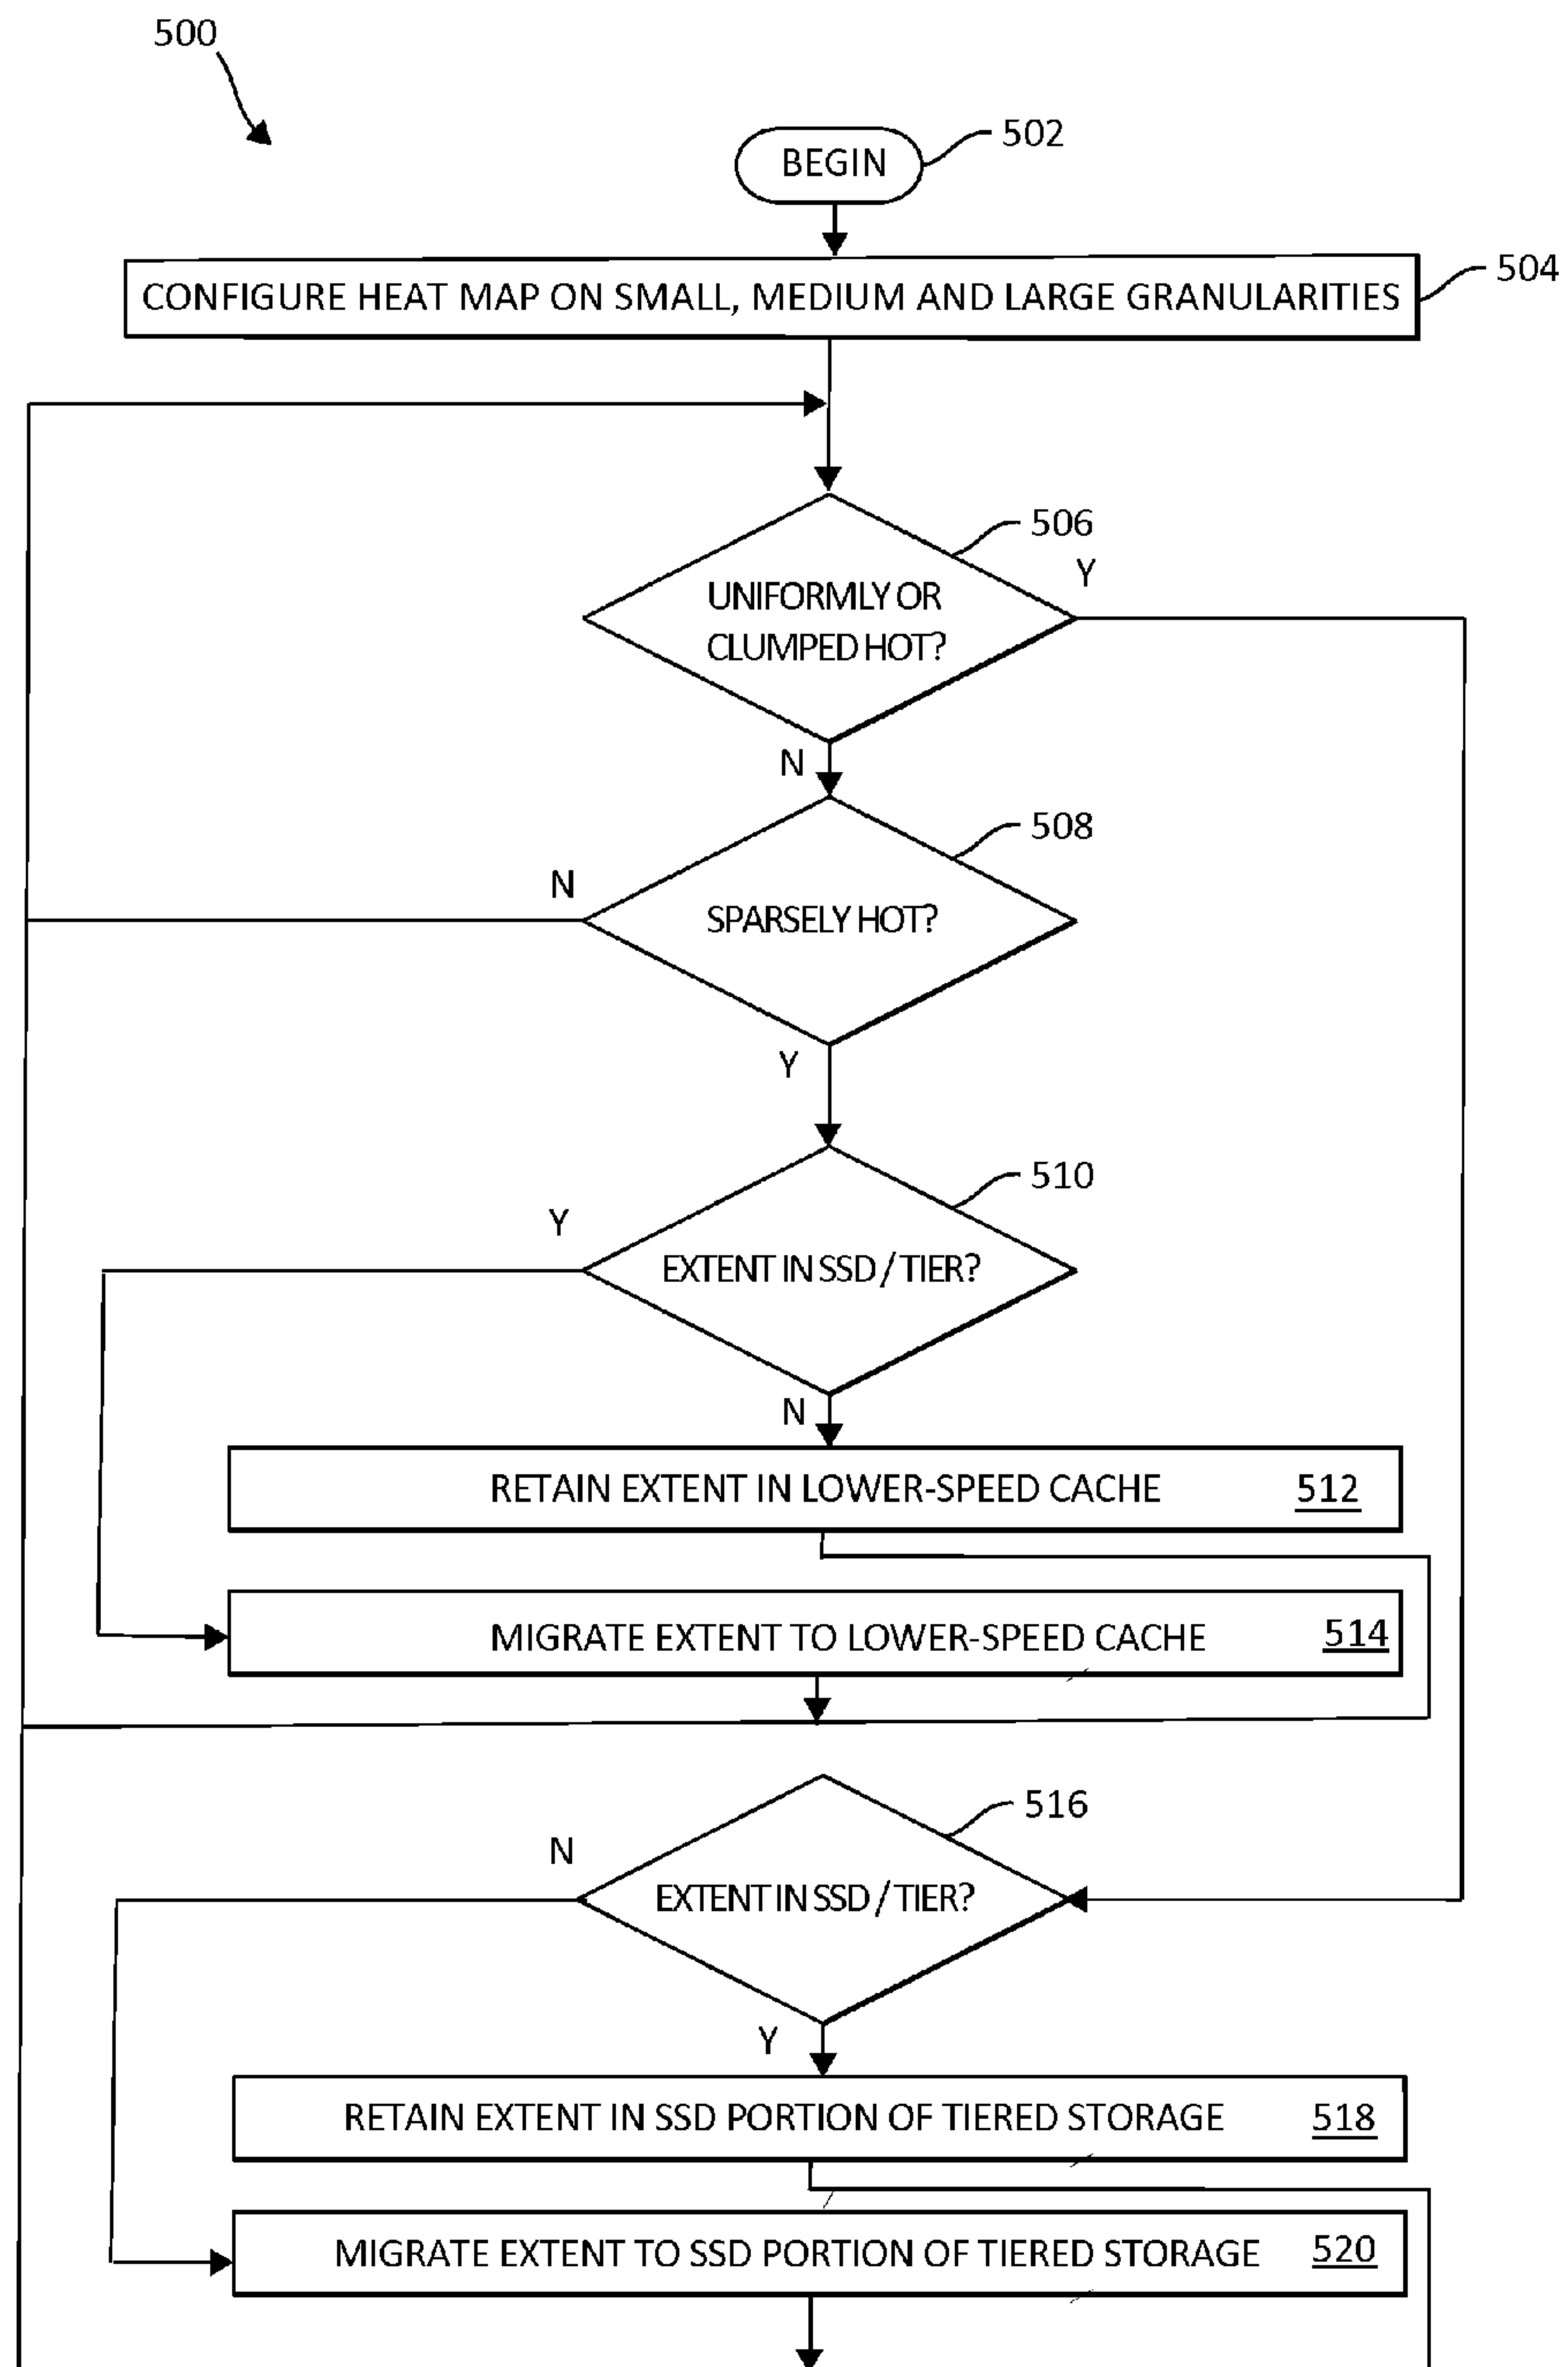 500
BEGIN
502
CONFIGURE HEAT MAP ON SMALL, MEDIUM AND LARGE GRANULARITIES
504
506
Y
UNIFORMLY OR
CLUMPED HOT?
N
508
N
SPARSELY HOT?
Y
510
Y
EXTENT IN SSD / TIER?
N
RETAIN EXTENT IN LOWER-SPEED CACHE 512
MIGRATE EXTENT TO LOWER-SPEED CACHE 514
516
N
EXTENT IN SSD / TIER?
Y
RETAIN EXTENT IN SSD PORTION OF TIERED STORAGE 518
MIGRATE EXTENT TO SSD PORTION OF TIERED STORAGE 520